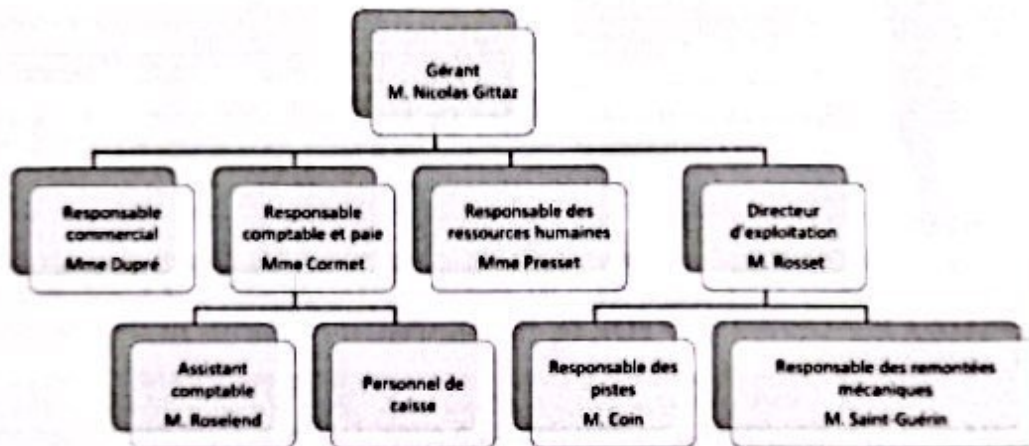 Gérant
M. Nicolas Gittaz
Responsable
commercial
Mme Dupré
Responsable
comptable et paie
Mme Cormet
Responsable des
ressources humaines
Mme Presset
Directeur
d'exploitation
M. Rosset
Assistant
comptable
M. Roselend
Personnel de
caisse
Responsable des
pistes
M. Coin
Responsable des remontées
mécaniques
M. Saint-Guérin